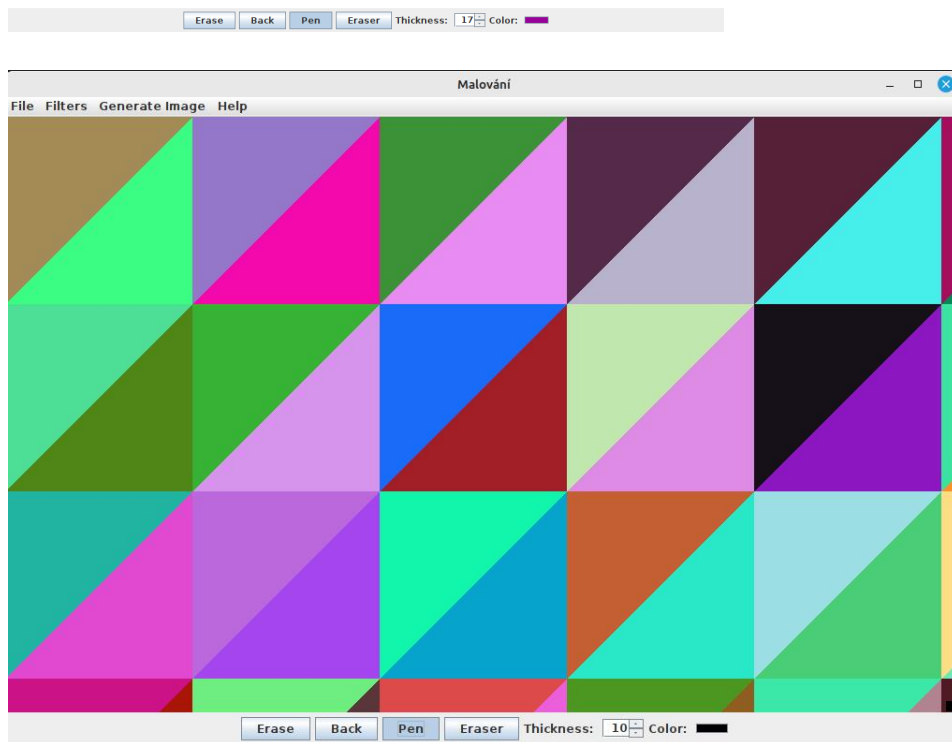 Erase Back Pen Eraser Thickness: 17 Color:
Malování
File Filters Generate Image Help
Erase Back Pen Eraser Thickness: 10 Color: